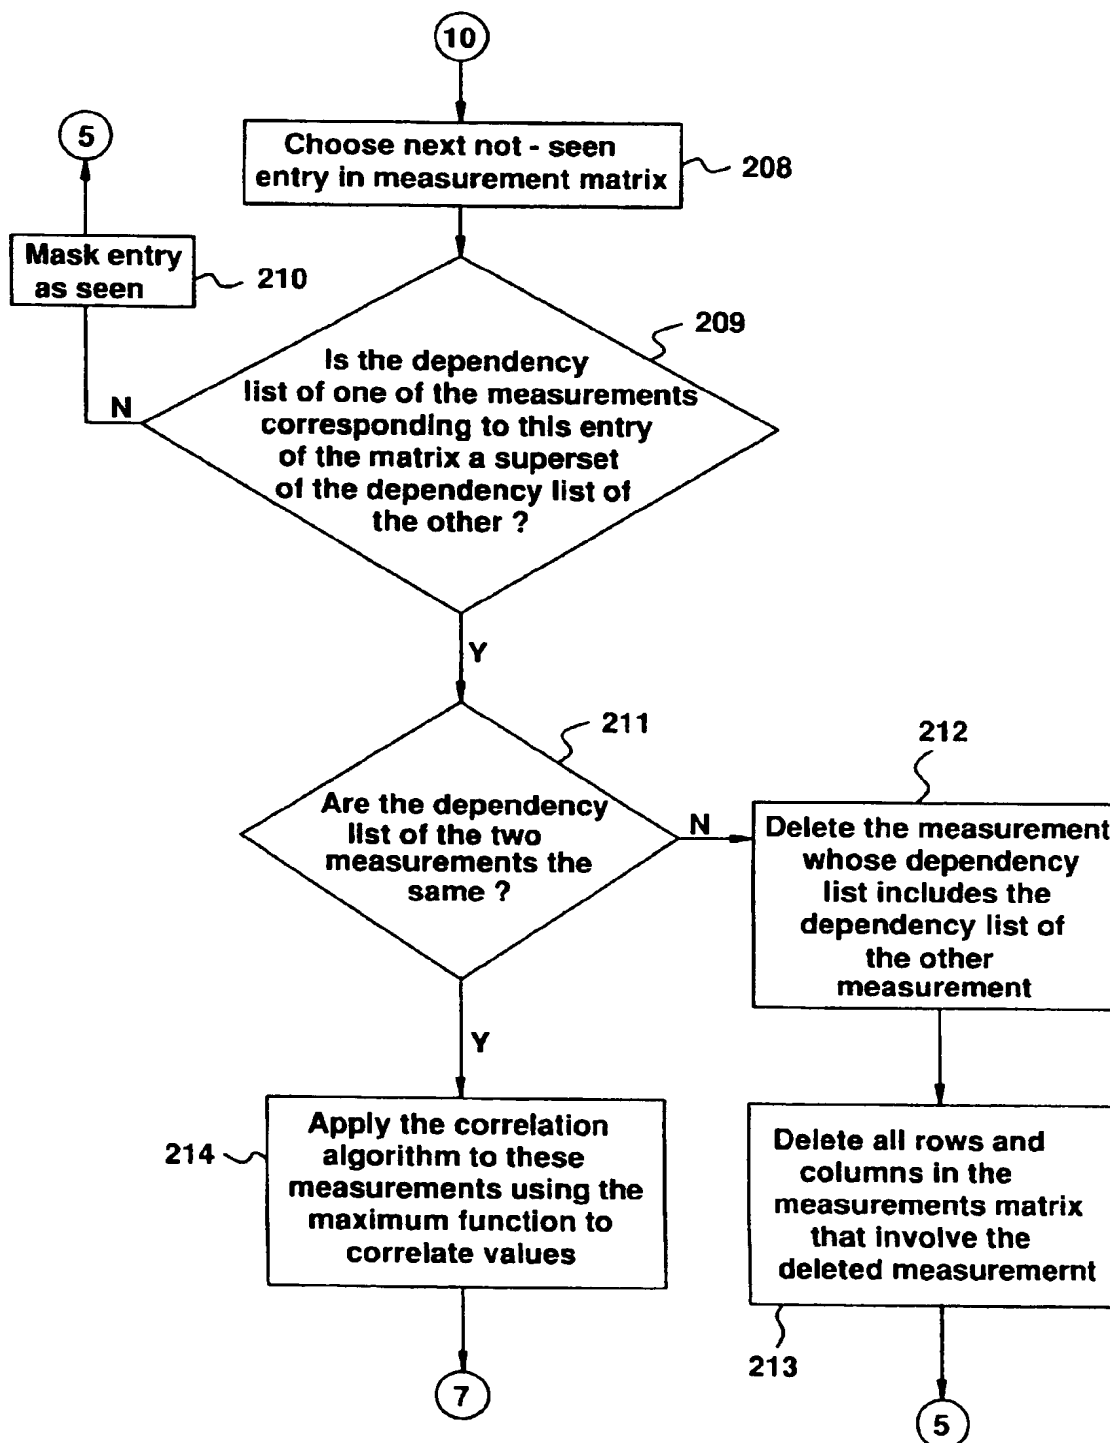 10
5
Choose next not - seen
entry in measurement matrix
208
Mask entry
as seen
210
209
Is the dependency
list of one of the measurements
corresponding to this entry
of the matrix a superset
of the dependency list of
the other ?
N
Y
211
Are the dependency
list of the two
measurements the
same ?
N
212
Delete the measurement
whose dependency
list includes the
dependency list of
the other
measurement
Y
214
Apply the correlation
algorithm to these
measurements using the
maximum function to
correlate values
Delete all rows and
columns in the
measurements matrix
that involve the
deleted measuremernt
213
7
5